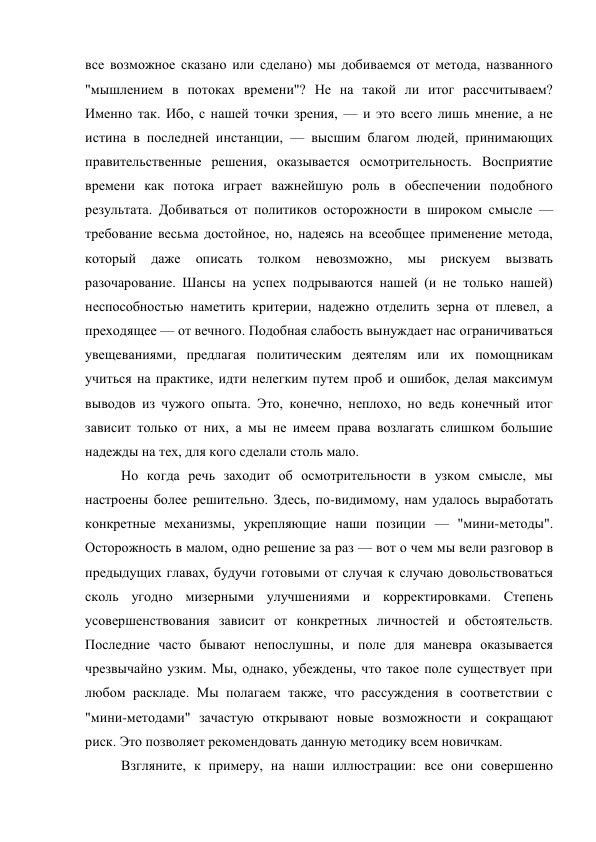 все возможное сказано или сделано) мы добиваемся от метода, названного
"мышлением в потоках времени"? Не на такой ли итог рассчитываем?
Именно так. Ибо, с нашей точки зрения, — и это всего лишь мнение, а не
истина в последней инстанции, — высшим благом людей, принимающих
правительственные решения, оказывается осмотрительность. Восприятие
времени как потока играет важнейшую роль в обеспечении подобного
результата. Добиваться от политиков осторожности в широком смысле —
требование весьма достойное, но, надеясь на всеобщее применение метода,
который даже описать толком невозможно, мы рискуем вызвать
разочарование. Шансы на успех подрываются нашей (и не только нашей)
неспособностью наметить критерии, надежно отделить зерна от плевел, а
преходящее — от вечного. Подобная слабость вынуждает нас ограничиваться
увещеваниями, предлагая политическим деятелям или их помощникам
учиться на практике, идти нелегким путем проб и ошибок, делая максимум
выводов из чужого опыта. Это, конечно, неплохо, но ведь конечный итог
зависит только от них, а мы не имеем права возлагать слишком большие
надежды на тех, для кого сделали столь мало.
Но когда речь заходит об осмотрительности в узком смысле, мы
настроены более решительно. Здесь, по-видимому, нам удалось выработать
конкретные механизмы, укрепляющие наши позиции — "мини-методы".
Осторожность в малом, одно решение за раз — вот о чем мы вели разговор в
предыдущих главах, будучи готовыми от случая к случаю довольствоваться
сколь угодно мизерными улучшениями и корректировками. Степень
усовершенствования зависит от конкретных личностей и обстоятельств.
Последние часто бывают непослушны, и поле для маневра оказывается
чрезвычайно узким. Мы, однако, убеждены, что такое поле существует при
любом раскладе. Мы полагаем также, что рассуждения в соответствии с
"мини-методами" зачастую открывают новые возможности и сокращают
риск. Это позволяет рекомендовать данную методику всем новичкам.
Взгляните, к примеру, на наши иллюстрации: все они совершенно